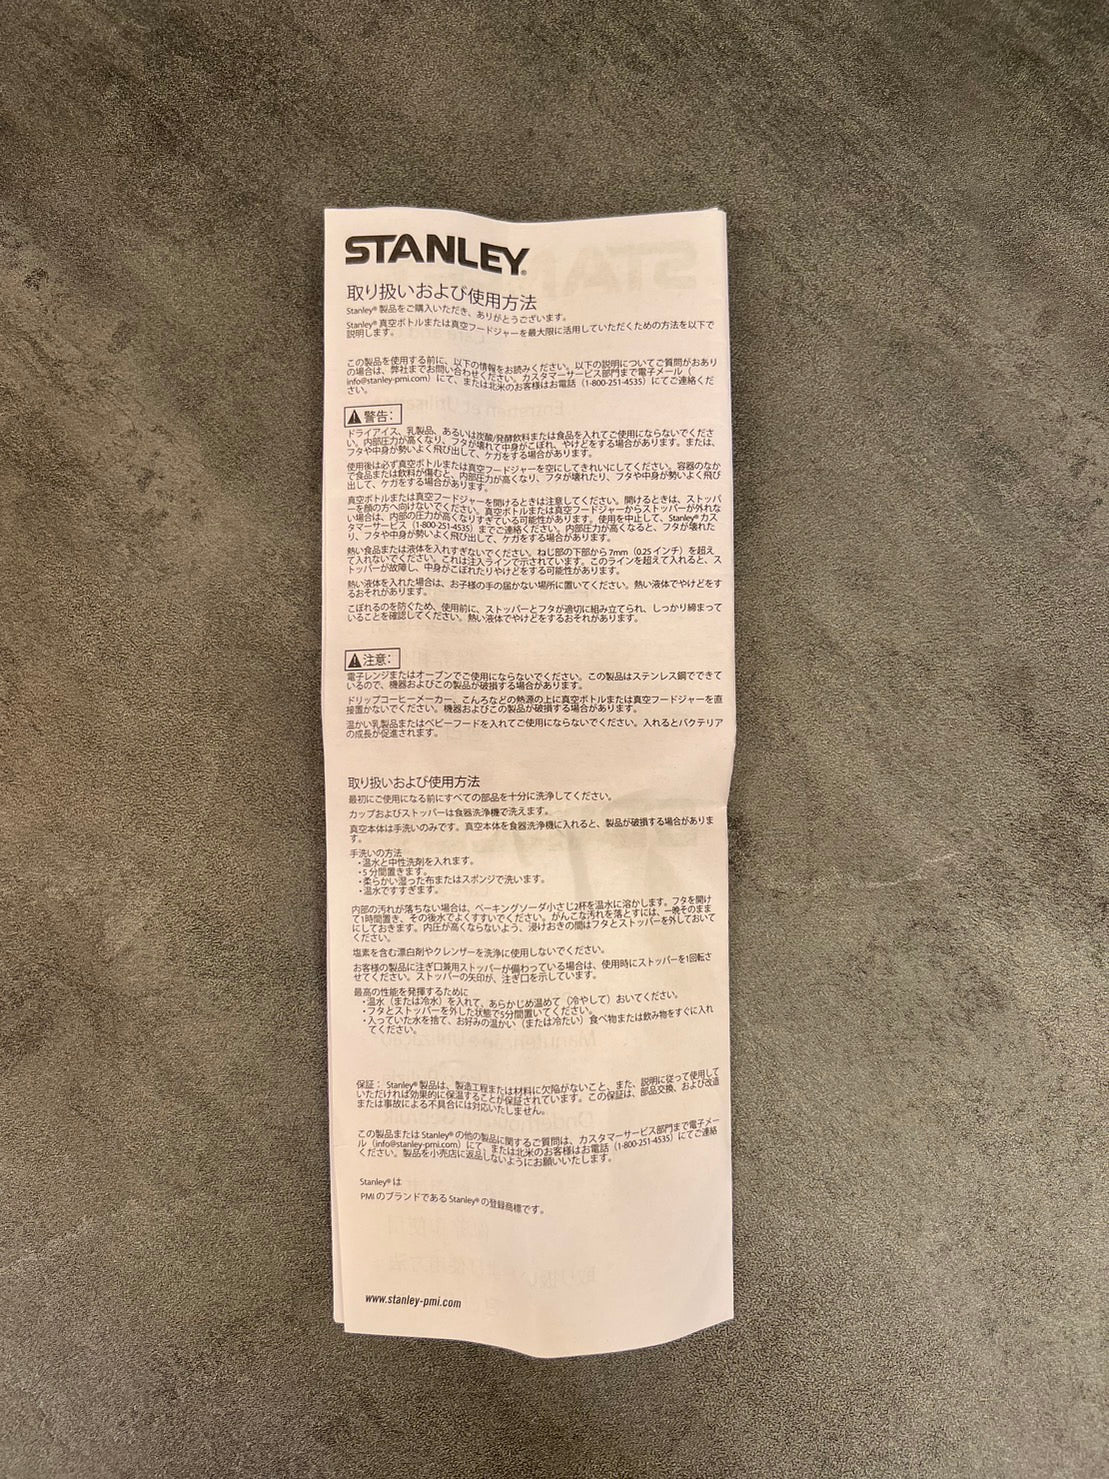 STANLEY®
取り扱いおよび使用方法
Stanley® 製品をご購入いただき、ありがとうございます。
Stanley® 真空ボトルまたは真空フードジャーを最大限に活用していただくための方法を以下で
説明します。
この製品を使用する前に、以下の情報をお読みください。以下の説明についてご質問がおあり
の場合は、弊社までお問い合わせください。カスタマーサービス部門まで電子メール（
info@stanley-pmi.com）にて、または北米のお客様はお電話（1-800-251-4535）にてご連絡くだ
さい。
警告：
ドライアイス、乳製品、あるいは炭酸/発酵飲料または食品を入れてご使用にならないでくださ
い。内部圧力が高くなり、フタが壊れて中身がこぼれ、やけどをする場合があります。または、
フタや中身が勢いよく飛び出して、ケガをする場合があります。
使用後は必ず真空ボトルまたは真空フードジャーを空にしてきれいにしてください。容器のなか
で食品または飲料が傷むと、内部圧力が高くなり、フタが壊れたり、フタや中身が勢いよく飛び
出して、ケガをする場合があります。
真空ボトルまたは真空フードジャーを開けるときは注意してください。開けるときは、ストッパ
ーを顔の方へ向けないでください。真空ボトルまたは真空フードジャーからストッパーが外れな
い場合は、内部の圧力が高くなりすぎている可能性があります。使用を中止して、Stanley® カス
タマーサービス（1-800-251-4535）までご連絡ください。内部圧力が高くなると、フタが壊れた
り、フタや中身が勢いよく飛び出して、ケガをする場合があります。
熱い食品または液体を入れすぎないでください。ねじ部の下部から 7mm（0.25 インチ）を超え
て入れないでください。これは注入ラインで示されています。このラインを超えて入れると、ス
トッパーが故障し、中身がこぼれたりやけどをする可能性があります。
熱い液体を入れた場合は、お子様の手の届かない場所に置いてください。熱い液体でやけどをす
るおそれがあります。
こぼれるのを防ぐため、使用前に、ストッパーとフタが適切に組み立てられ、しっかり締まって
いることを確認してください。熱い液体でやけどをするおそれがあります。
注意：
電子レンジまたはオーブンでご使用にならないでください。この製品はステンレス鋼でできて
いるので、機器およびこの製品が破損する場合があります。
ドリップコーヒーメーカー、こんろなどの熱源の上に真空ボトルまたは真空フードジャーを直
接置かないでください。機器およびこの製品が破損する場合があります。
温かい乳製品またはベビーフードを入れてご使用にならないでください。入れるとバクテリア
の成長が促進されます。
取り扱いおよび使用方法
最初にご使用になる前にすべての部品を十分に洗浄してください。
カップおよびストッパーは食器洗浄機で洗えます。
真空本体は手洗いのみです。真空本体を食器洗浄機に入れると、製品が破損する場合がありま
す。
手洗いの方法
・温水と中性洗剤を入れます。
・5 分間置きます。
・柔らかい湿った布またはスポンジで洗います。
・温水ですすぎます。
内部の汚れが落ちない場合は、ベーキングソーダ小さじ2杯を温水に溶かします。フタを開け
て1時間置き、その後水でよくすすいでください。がんこな汚れを落とすには、一晩そのまま
にしておきます。内圧が高くならないよう、浸けおきの間はフタとストッパーを外しておいて
ください。
塩素を含む漂白剤やクレンザーを洗浄に使用しないでください。
お客様の製品に注ぎ口兼用ストッパーが備わっている場合は、使用時にストッパーを1回転さ
せてください。ストッパーの矢印が、注ぎ口を示しています。
最高の性能を発揮するために
・温水（または冷水）を入れて、あらかじめ温めて（冷やして）おいてください。
・フタとストッパーを外した状態で5分間置いてください。
・入っていた水を捨て、お好みの温かい（または冷たい）食べ物または飲み物をすぐに入れ
てください。
保証： Stanley® 製品は、製造工程または材料に欠陥がないこと、また、説明に従って使用して
いただければ効果的に保温することが保証されています。この保証は、部品交換、および改造
または事故による不具合には対応いたしません。
この製品または Stanley® の他の製品に関するご質問は、カスタマーサービス部門まで電子メー
ル（info@stanley-pmi.com）にて、または北米のお客様はお電話（1-800-251-4535）にてご連絡
ください。製品を小売店に返品しないようにお願いいたします。
Stanley® は
PMI のブランドである Stanley® の登録商標です。
www.stanley-pmi.com